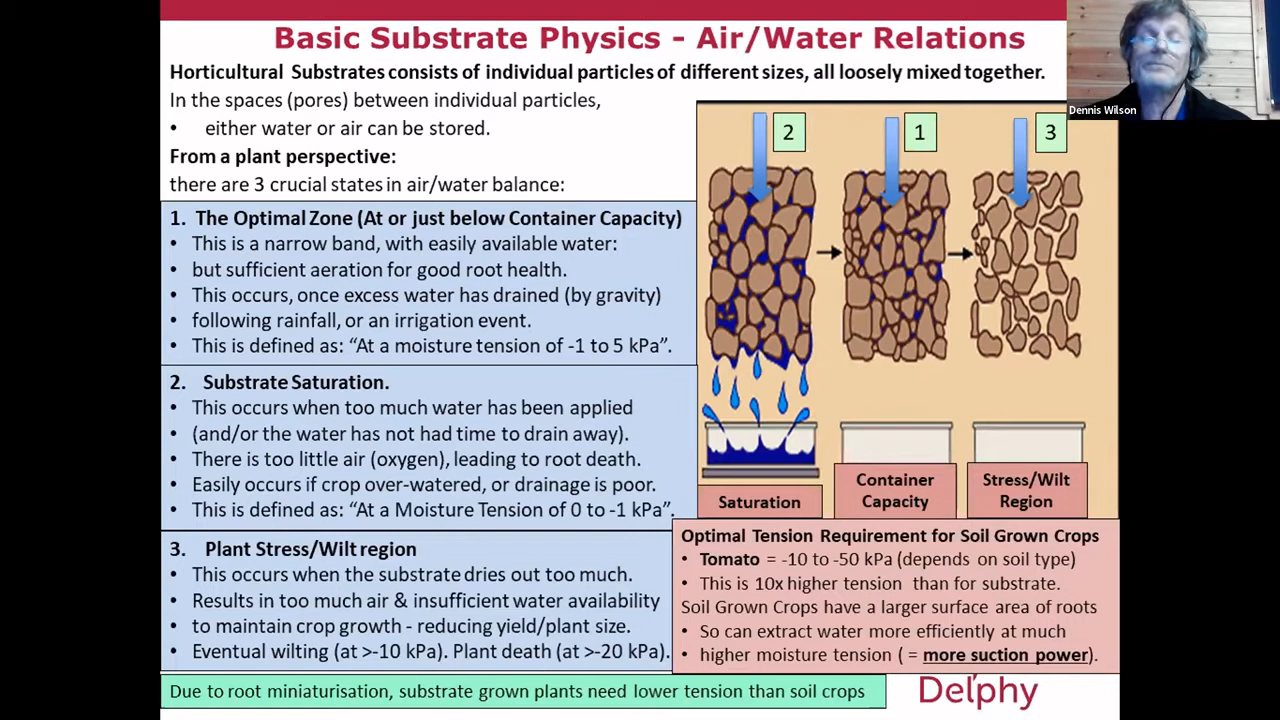 Basic Substrate Physics - Air/Water Relations
Dennis Wilson
Horticultural Substrates consists of individual particles of different sizes, all loosely mixed together.
In the spaces (pores) between individual particles,
• either water or air can be stored.
From a plant perspective:
there are 3 crucial states in air/water balance:
1. The Optimal Zone (At or just below Container Capacity)
• This is a narrow band, with easily available water:
• but sufficient aeration for good root health.
• This occurs, once excess water has drained (by gravity)
• following rainfall, or an irrigation event.
• This is defined as: “At a moisture tension of -1 to 5 kPa”.
2. Substrate Saturation.
• This occurs when too much water has been applied
• (and/or the water has not had time to drain away).
• There is too little air (oxygen), leading to root death.
• Easily occurs if crop over-watered, or drainage is poor.
• This is defined as: “At a Moisture Tension of 0 to -1 kPa”.
3. Plant Stress/Wilt region
• This occurs when the substrate dries out too much.
• Results in too much air & insufficient water availability
• to maintain crop growth - reducing yield/plant size.
• Eventual wilting (at >-10 kPa). Plant death (at >-20 kPa).
2
1
3
Saturation
Container
Capacity
Stress/Wilt
Region
Optimal Tension Requirement for Soil Grown Crops
• Tomato = -10 to -50 kPa (depends on soil type)
• This is 10x higher tension than for substrate.
Soil Grown Crops have a larger surface area of roots
• So can extract water more efficiently at much
• higher moisture tension ( = more suction power).
Due to root miniaturisation, substrate grown plants need lower tension than soil crops
Delphy